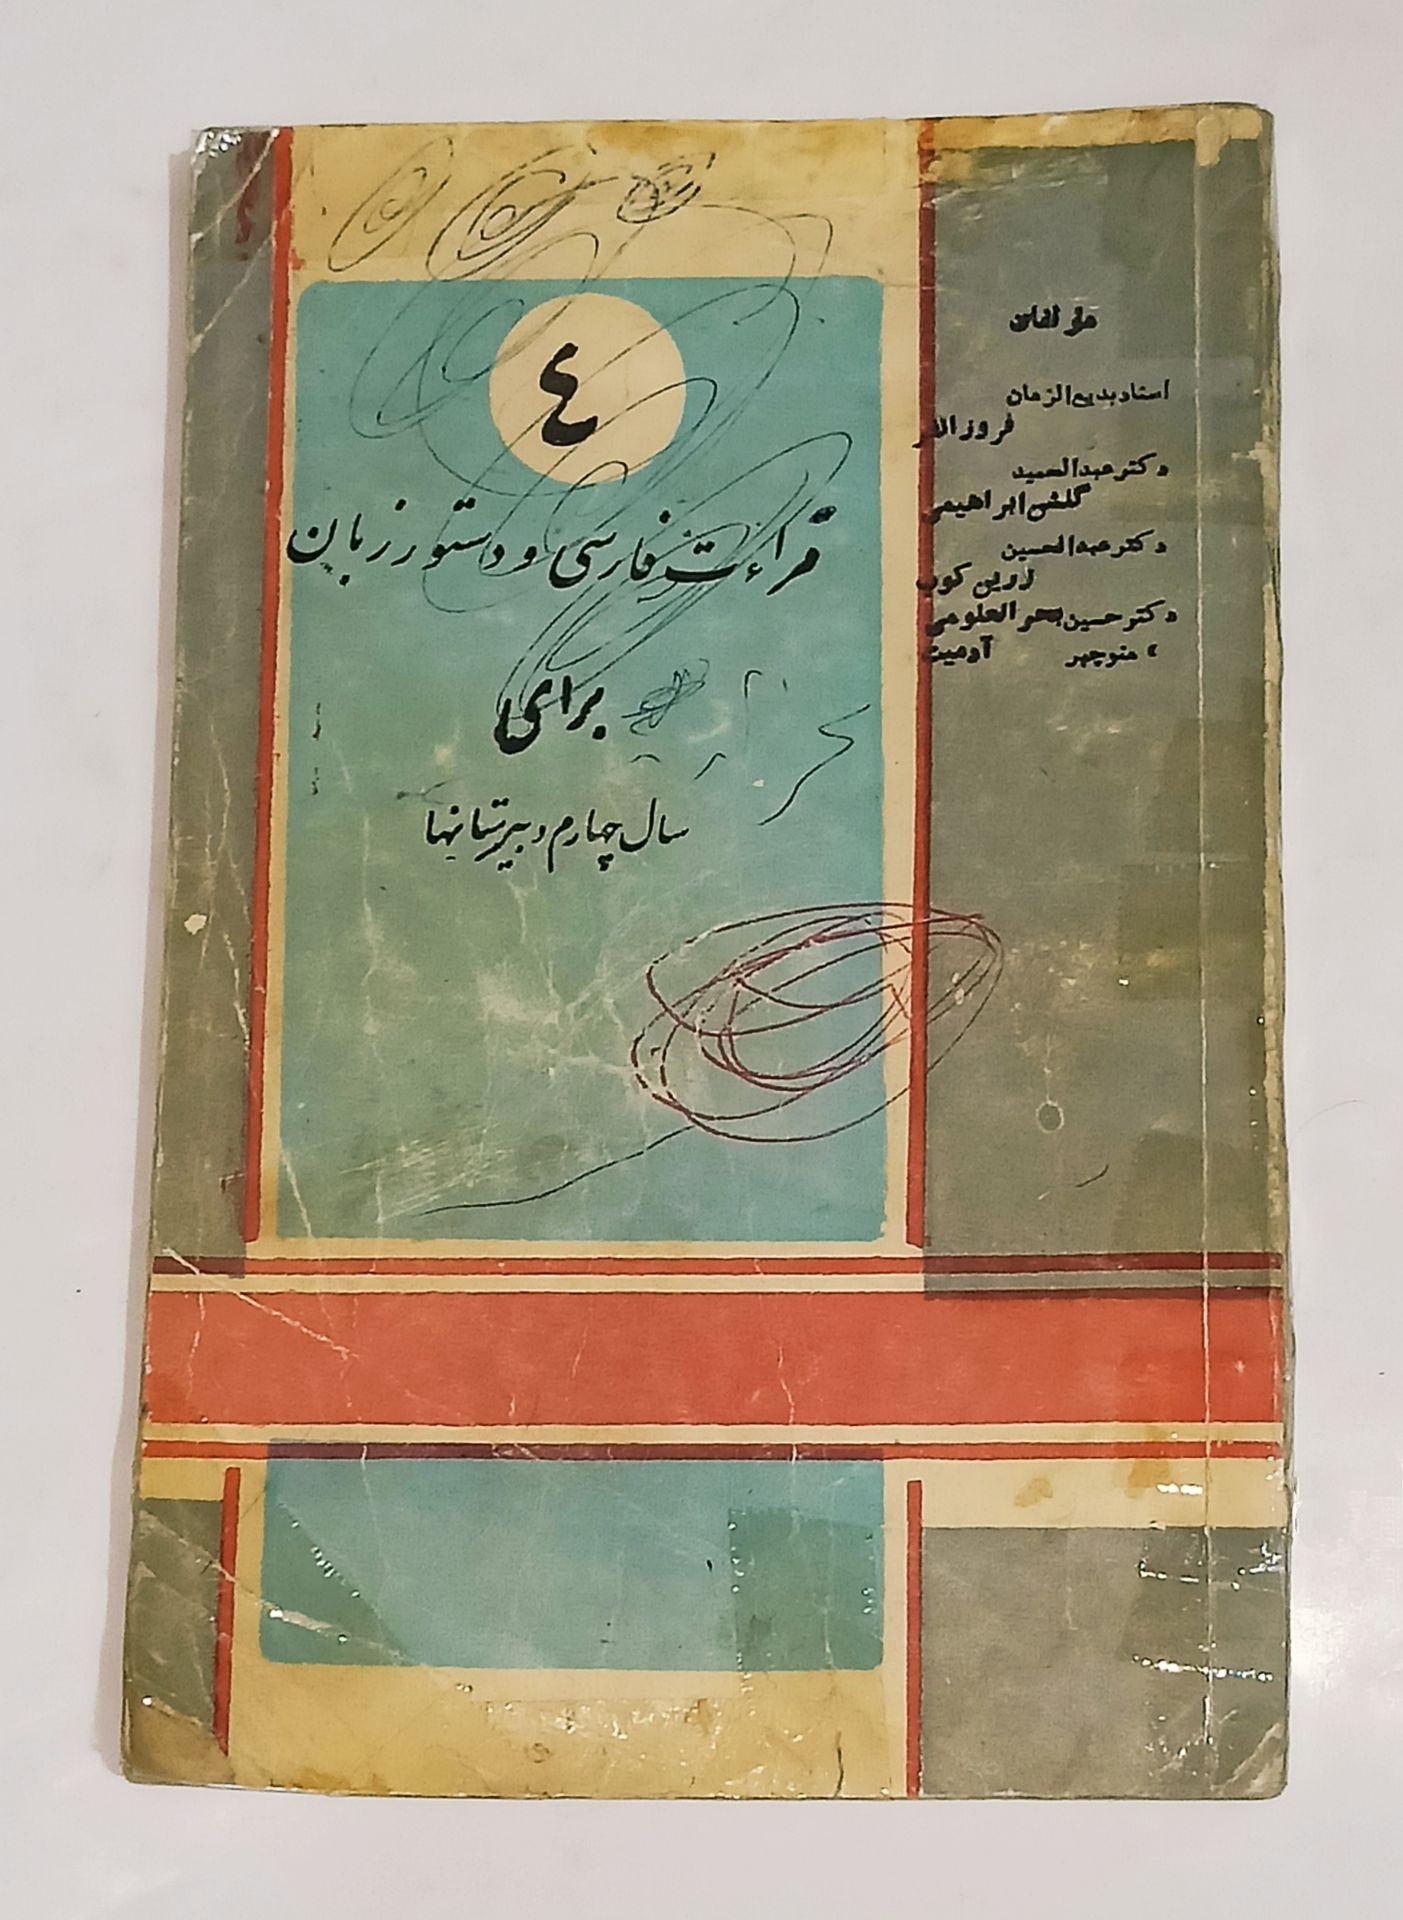 ٤
قراءت فارسی و دستور زبان
برای
سال چهارم دبیرستانها
مؤلفان
استاد بدیع الزمان
فروزانفر
دکتر عبدالحمید
گلشن ابراهیمی
دکتر عبدالحسین
زرین کوب
دکتر حسین بحرالعلومی
« منوچهر آدمیت